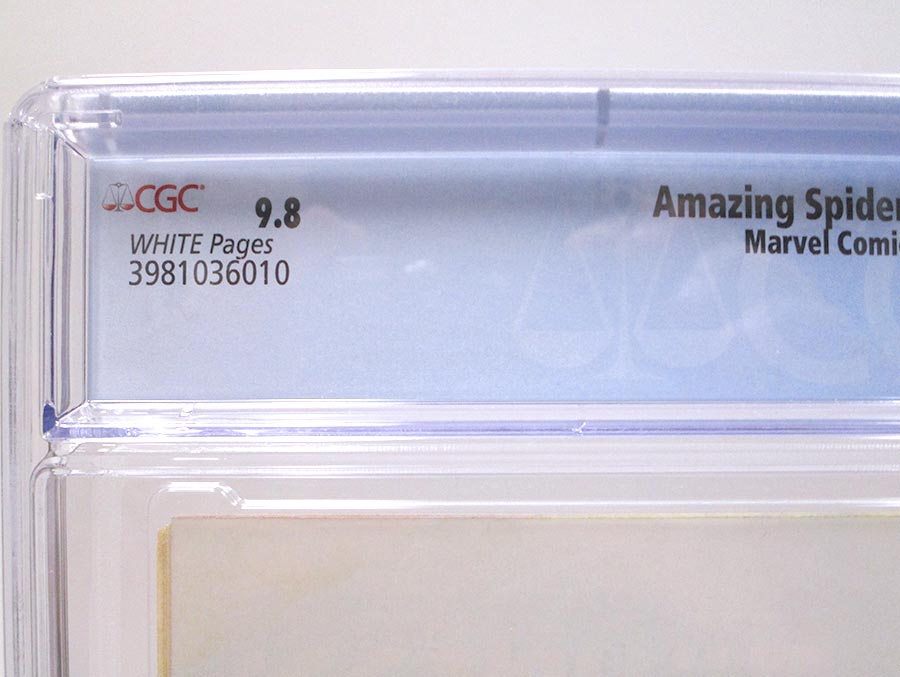 CGC 9.8
WHITE Pages
3981036010
Amazing Spider
Marvel Comic